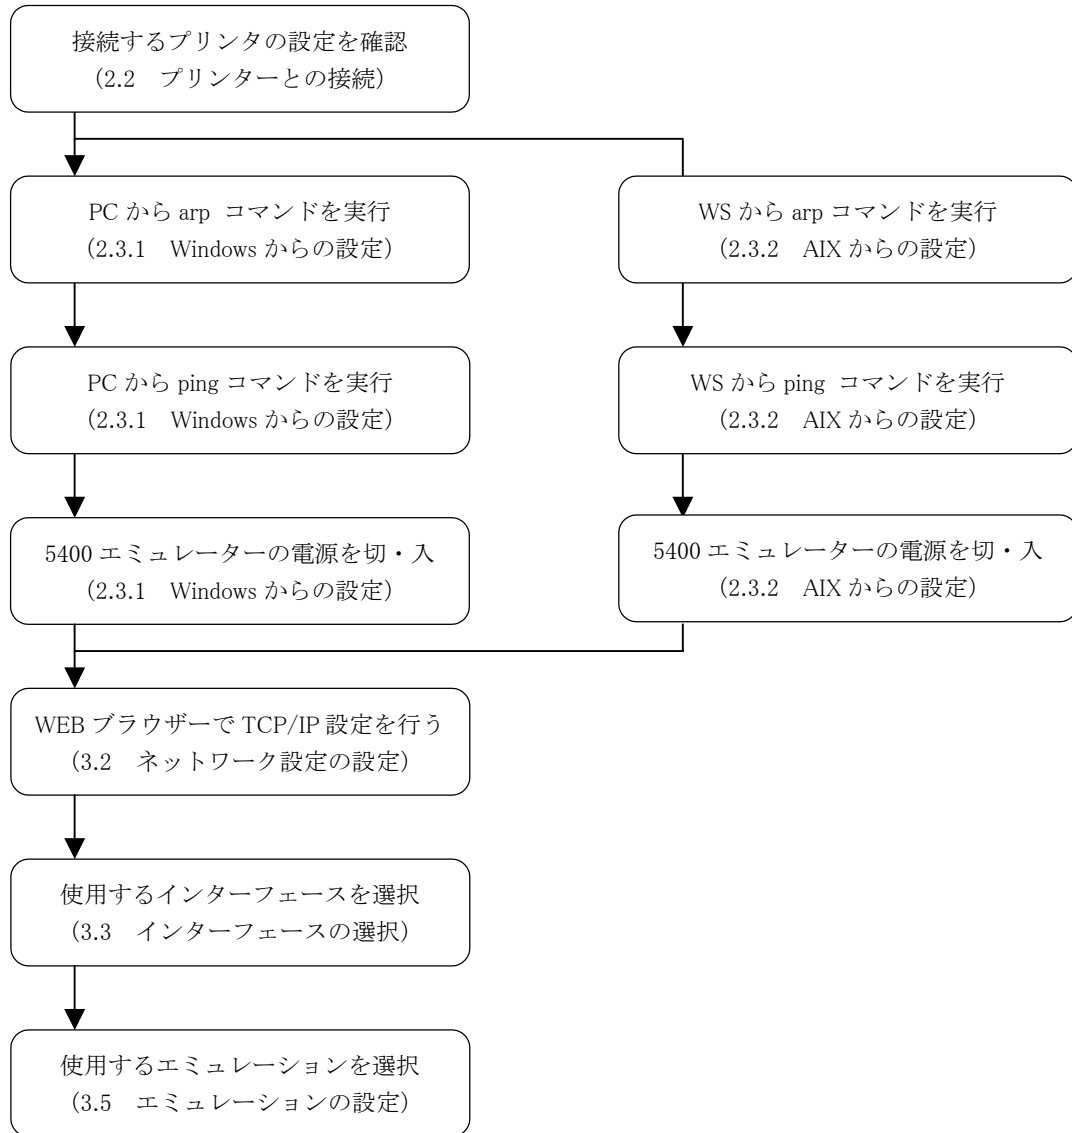 接続するプリンタの設定を確認
（2.2　プリンターとの接続）
PC から arp コマンドを実行
（2.3.1　Windows からの設定）
WS から arp コマンドを実行
（2.3.2　AIX からの設定）
PC から ping コマンドを実行
（2.3.1　Windows からの設定）
WS から ping コマンドを実行
（2.3.2　AIX からの設定）
5400 エミュレーターの電源を切・入
（2.3.1　Windows からの設定）
5400 エミュレーターの電源を切・入
（2.3.2　AIX からの設定）
WEB ブラウザーで TCP/IP 設定を行う
（3.2　ネットワーク設定の設定）
使用するインターフェースを選択
（3.3　インターフェースの選択）
使用するエミュレーションを選択
（3.5　エミュレーションの設定）